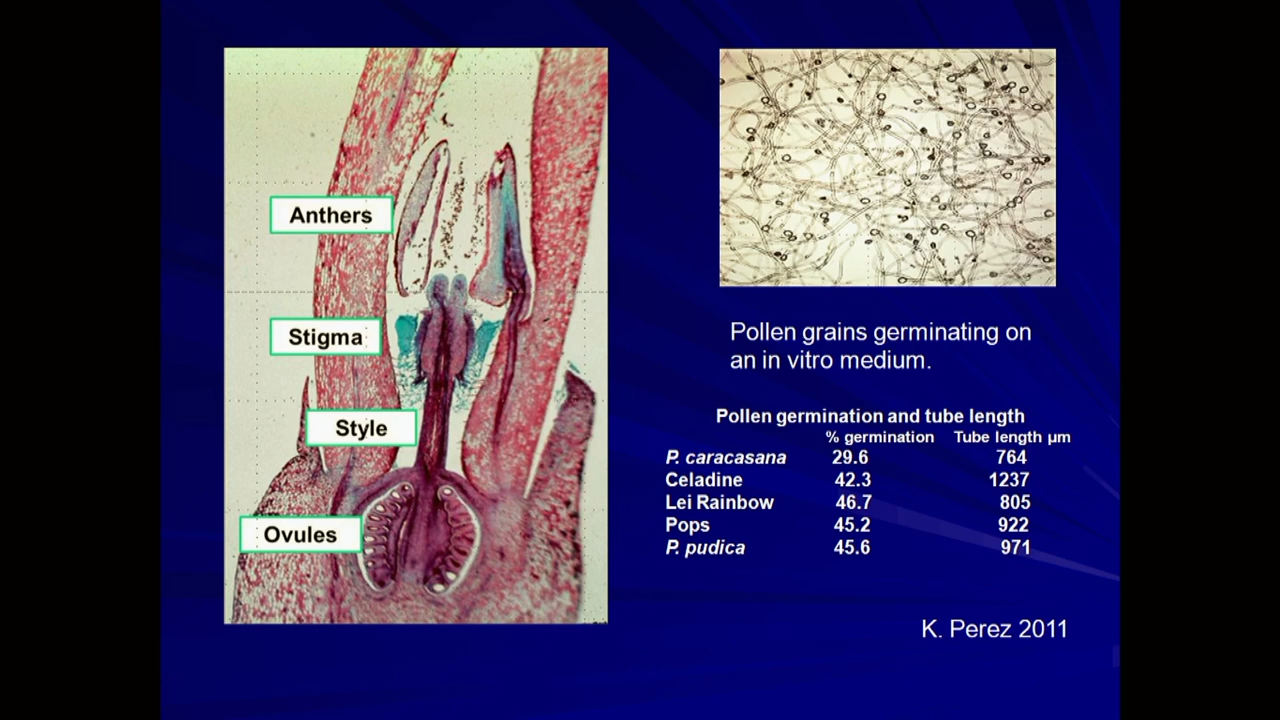 Anthers
Stigma
Style
Ovules
Pollen grains germinating on
an in vitro medium.
Pollen germination and tube length
% germination Tube length µm
P. caracasana 29.6 764
Celadine 42.3 1237
Lei Rainbow 46.7 805
Pops 45.2 922
P. pudica 45.6 971
K. Perez 2011